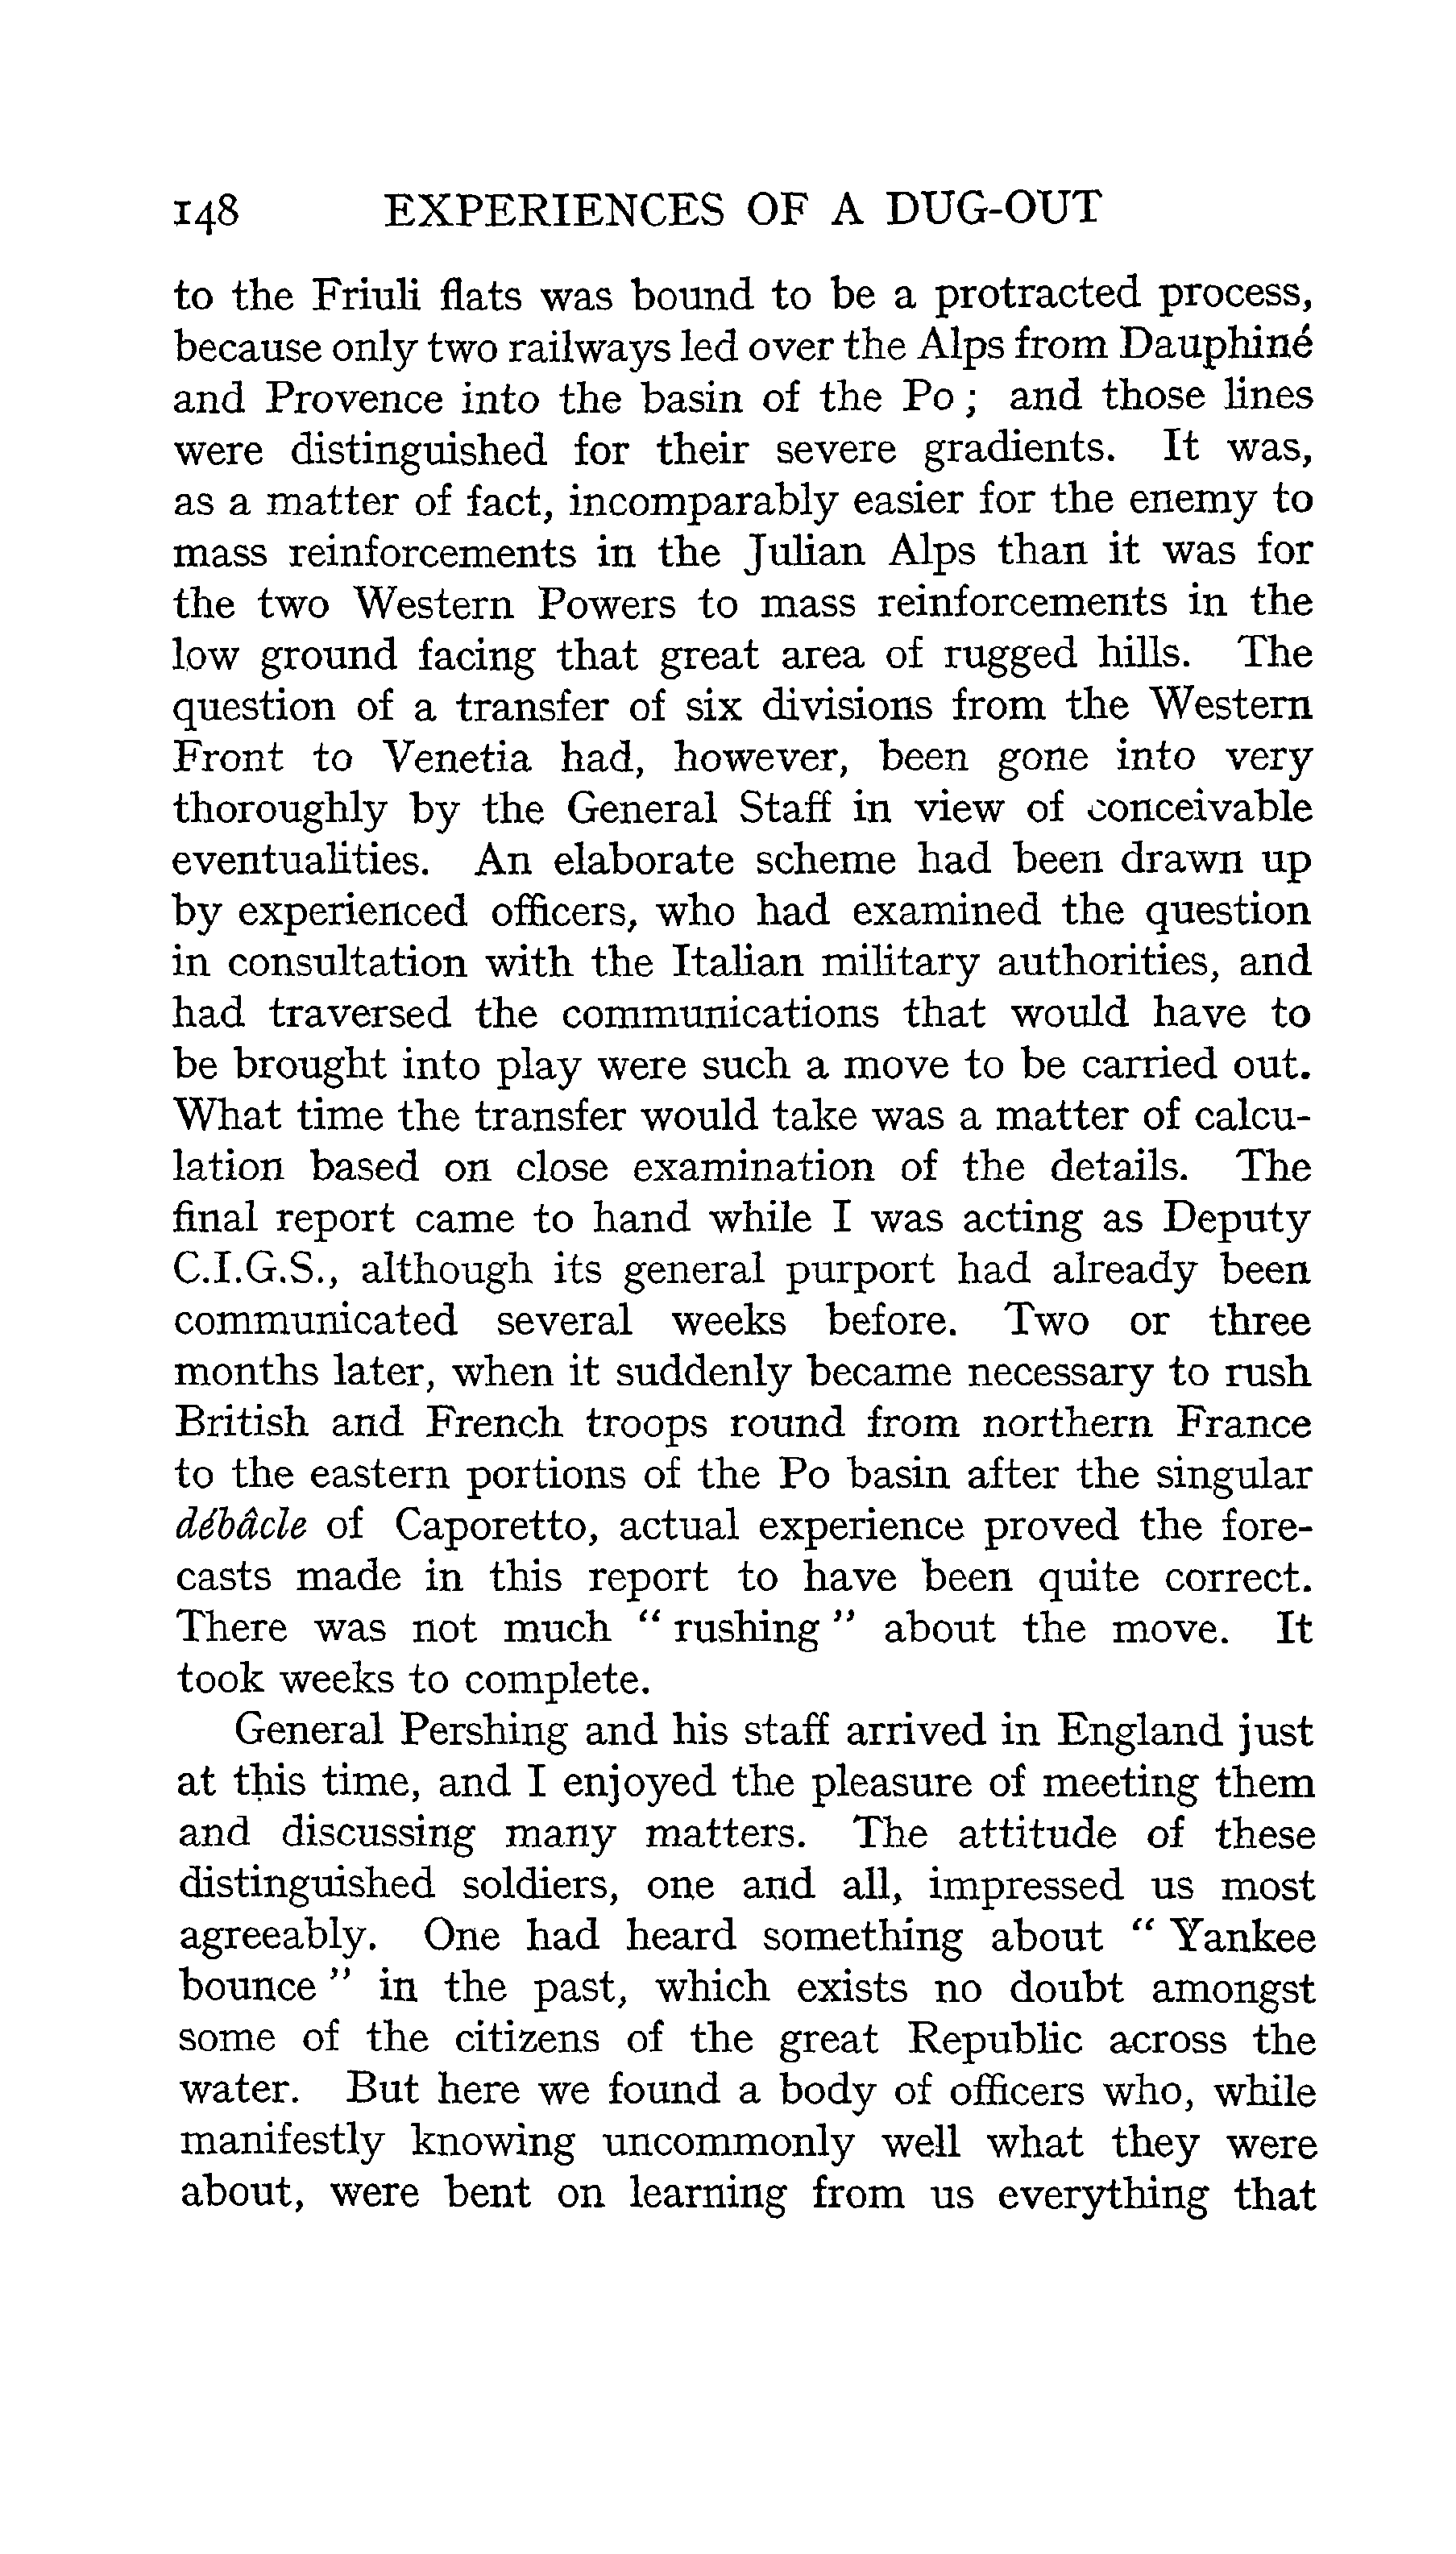 148 EXPERIENCES OF A DUG-OUT
to the Friuli flats was bound to be a protracted process,
because only two railways led over the Alps from Dauphiné
and Provence into the basin of the Po ; and those lines
were distinguished for their severe gradients. It was,
as a matter of fact, incomparably easier for the enemy to
mass reinforcements in the Julian Alps than it was for
the two Western Powers to mass reinforcements in the
low ground facing that great area of rugged hills. The
question of a transfer of six divisions from the Western
Front to Venetia had, however, been gone into very
thoroughly by the General Staff in view of conceivable
eventualities. An elaborate scheme had been drawn up
by experienced officers, who had examined the question
in consultation with the Italian military authorities, and
had traversed the communications that would have to
be brought into play were such a move to be carried out.
What time the transfer would take was a matter of calcu-
lation based on close examination of the details. The
final report came to hand while I was acting as Deputy
C.I.G.S., although its general purport had already been
communicated several weeks before. Two or three
months later, when it suddenly became necessary to rush
British and French troops round from northern France
to the eastern portions of the Po basin after the singular
débâcle of Caporetto, actual experience proved the fore-
casts made in this report to have been quite correct.
There was not much “ rushing ” about the move. It
took weeks to complete.
General Pershing and his staff arrived in England just
at this time, and I enjoyed the pleasure of meeting them
and discussing many matters. The attitude of these
distinguished soldiers, one and all, impressed us most
agreeably. One had heard something about “ Yankee
bounce ” in the past, which exists no doubt amongst
some of the citizens of the great Republic across the
water. But here we found a body of officers who, while
manifestly knowing uncommonly well what they were
about, were bent on learning from us everything that